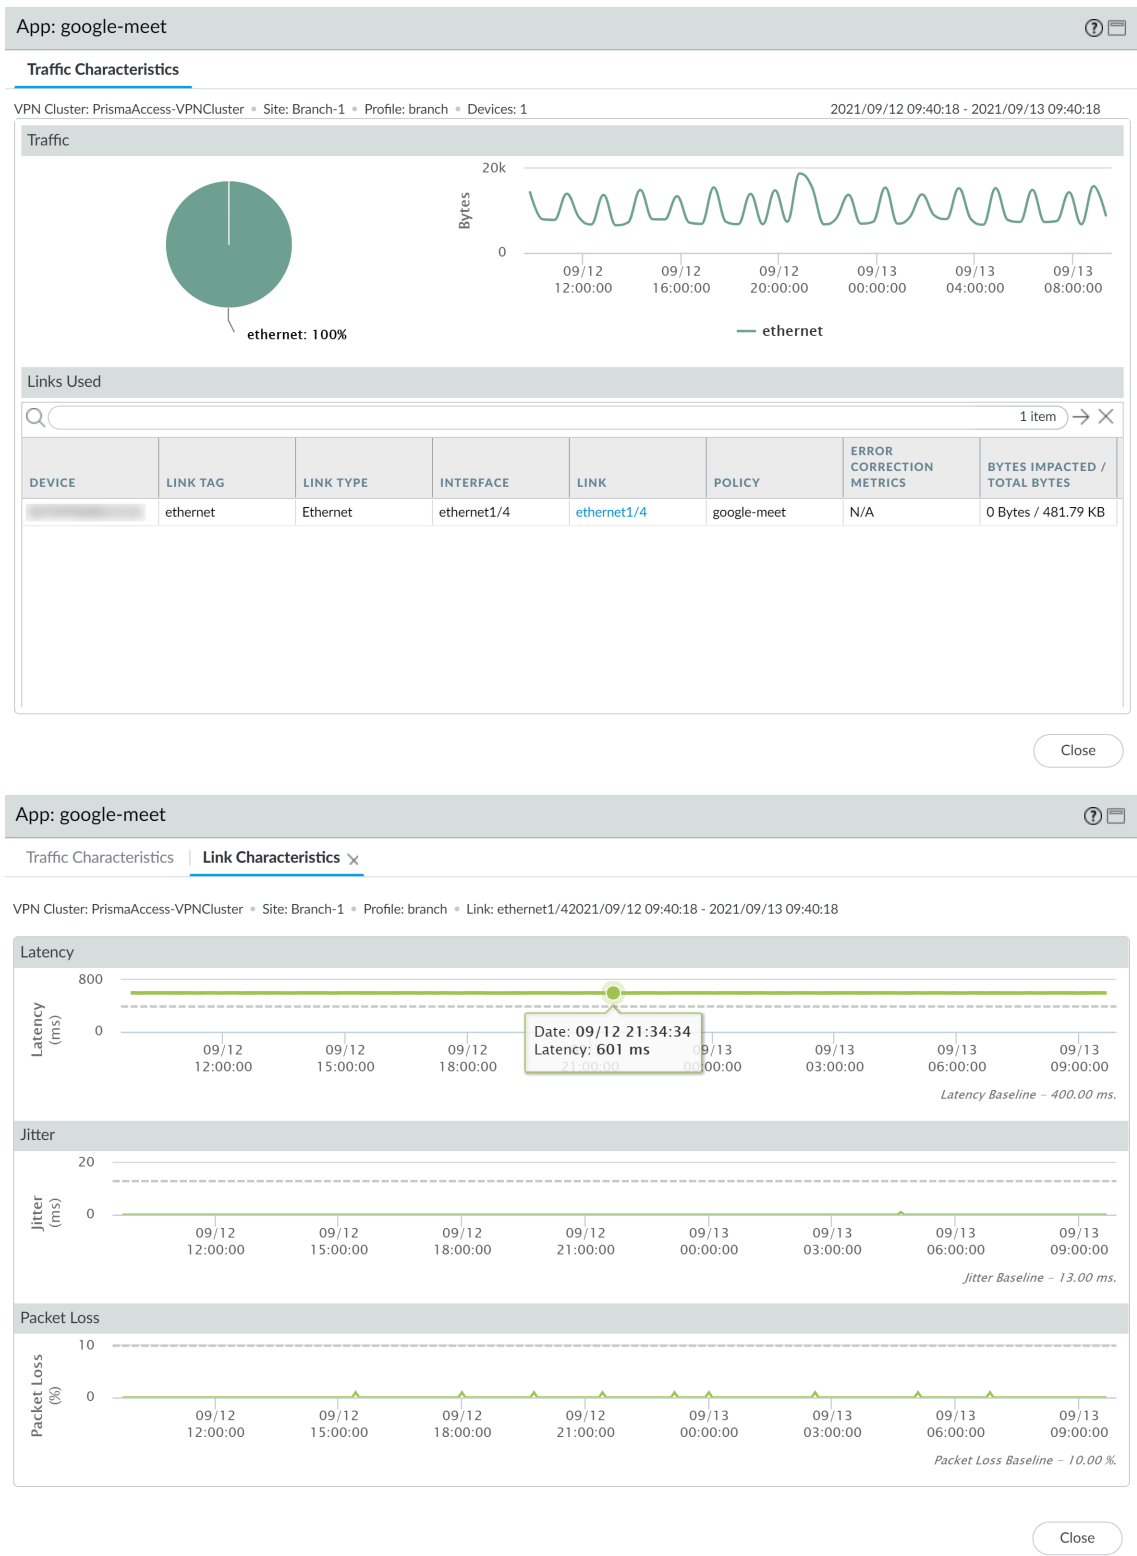 App: google-meet
Traffic Characteristics
VPN Cluster: PrismaAccess-VPNCluster • Site: Branch-1 • Profile: branch • Devices: 1 2021/09/12 09:40:18 - 2021/09/13 09:40:18
Traffic
ethernet: 100%
Bytes
20k
0
09/12 09/12 09/12 09/13 09/13 09/13
12:00:00 16:00:00 20:00:00 00:00:00 04:00:00 08:00:00
ethernet
Links Used
1 item
DEVICE LINK TAG LINK TYPE INTERFACE LINK POLICY ERROR CORRECTION METRICS BYTES IMPACTED / TOTAL BYTES
ethernet Ethernet ethernet1/4 ethernet1/4 google-meet N/A 0 Bytes / 481.79 KB
Close
App: google-meet
Traffic Characteristics Link Characteristics
VPN Cluster: PrismaAccess-VPNCluster • Site: Branch-1 • Profile: branch • Link: ethernet1/42021/09/12 09:40:18 - 2021/09/13 09:40:18
Latency
Latency
(ms)
800
0
Date: 09/12 21:34:34
Latency: 601 ms
09/12 09/12 09/12 09/13 09/13 09/13 09/13
12:00:00 15:00:00 18:00:00 21:00:00 00:00:00 03:00:00 06:00:00 09:00:00
Latency Baseline – 400.00 ms.
Jitter
Jitter
(ms)
20
0
09/12 09/12 09/12 09/12 09/13 09/13 09/13 09/13
12:00:00 15:00:00 18:00:00 21:00:00 00:00:00 03:00:00 06:00:00 09:00:00
Jitter Baseline – 13.00 ms.
Packet Loss
Packet Loss
(%)
10
0
09/12 09/12 09/12 09/12 09/13 09/13 09/13 09/13
12:00:00 15:00:00 18:00:00 21:00:00 00:00:00 03:00:00 06:00:00 09:00:00
Packet Loss Baseline – 10.00 %.
Close